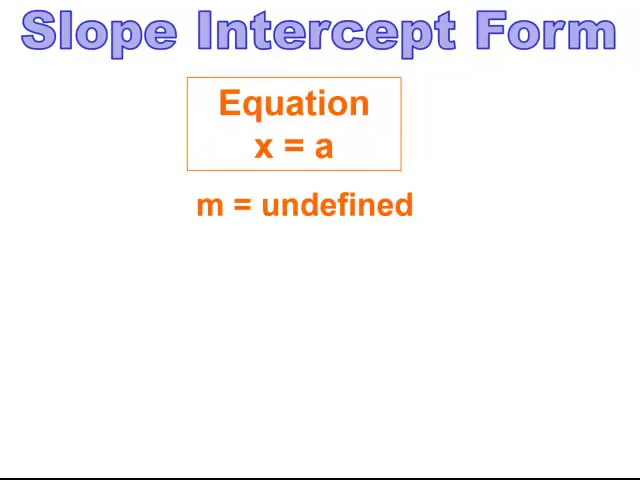 Slope Intercept Form
Equation
x = a
m = undefined